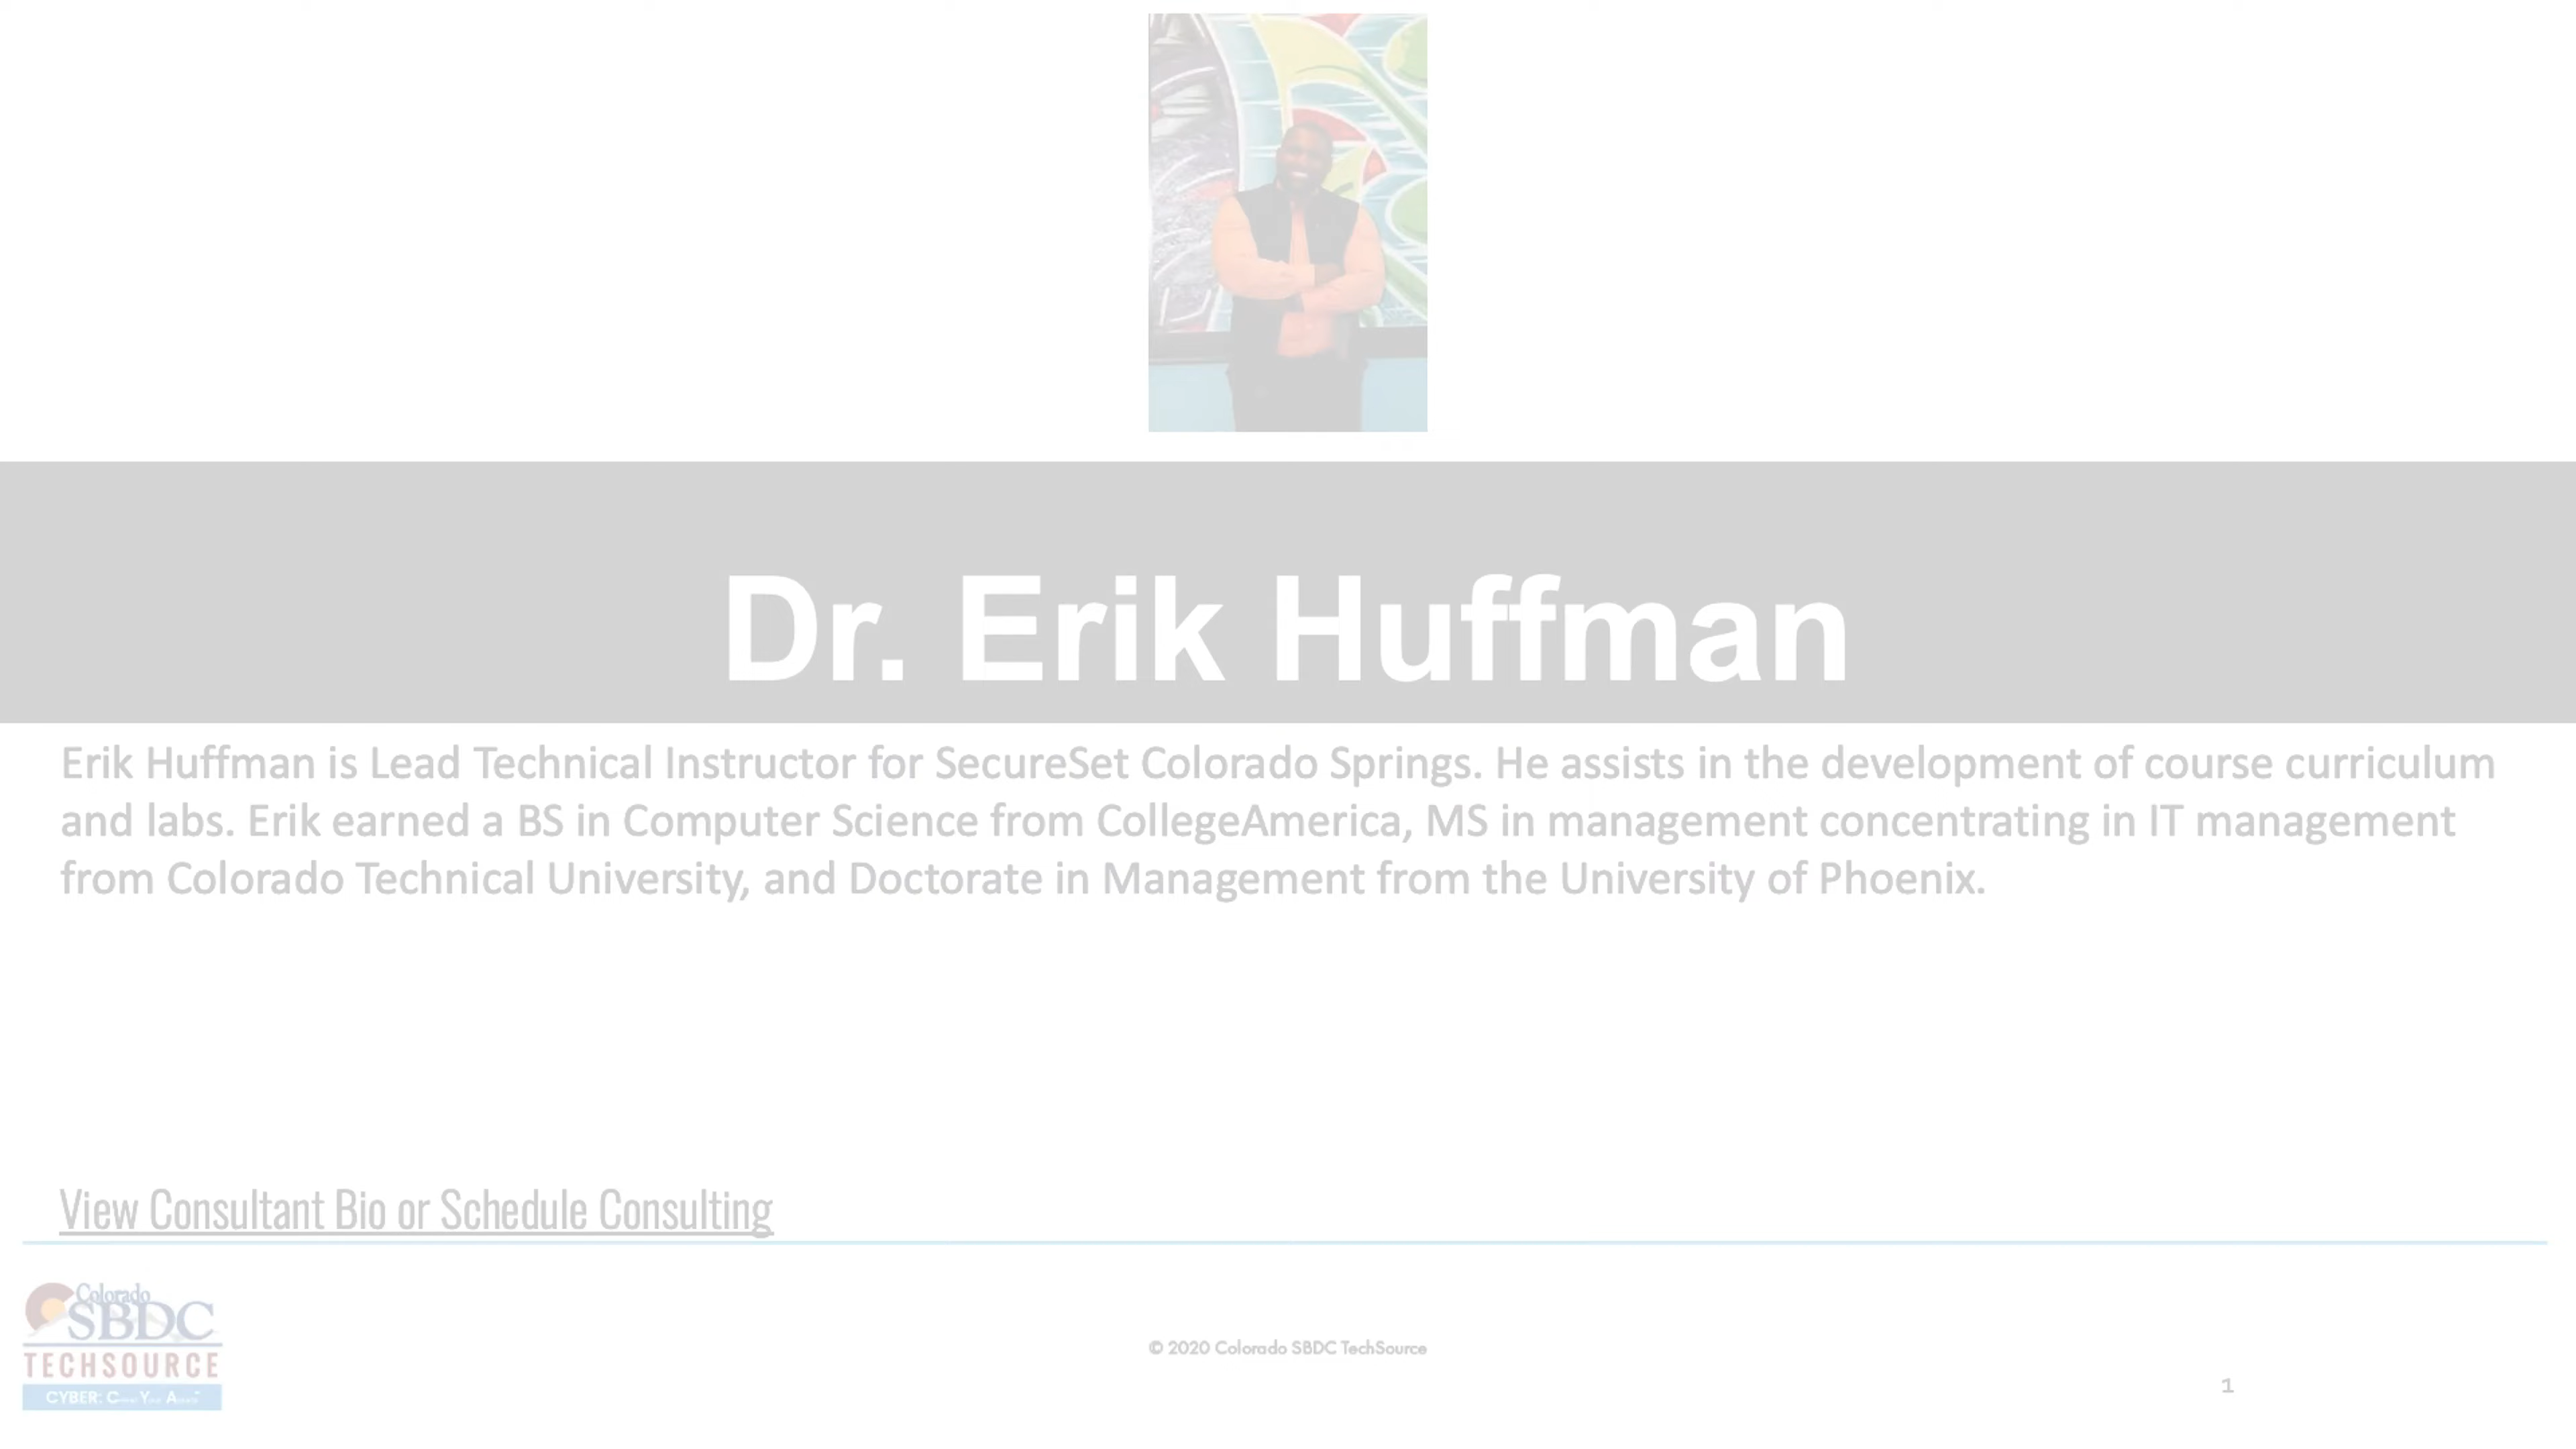 Dr. Erik Huffman
Erik Huffman is Lead Technical Instructor for SecureSet Colorado Springs. He assists in the development of course curriculum
and labs. Erik earned a BS in Computer Science from CollegeAmerica, MS in management concentrating in IT management
from Colorado Technical University, and Doctorate in Management from the University of Phoenix.
View Consultant Bio or Schedule Consulting
Colorado
SBDC
TECHSOURCE
CYBER: C Y A
© 2020 Colorado SBDC TechSource
1